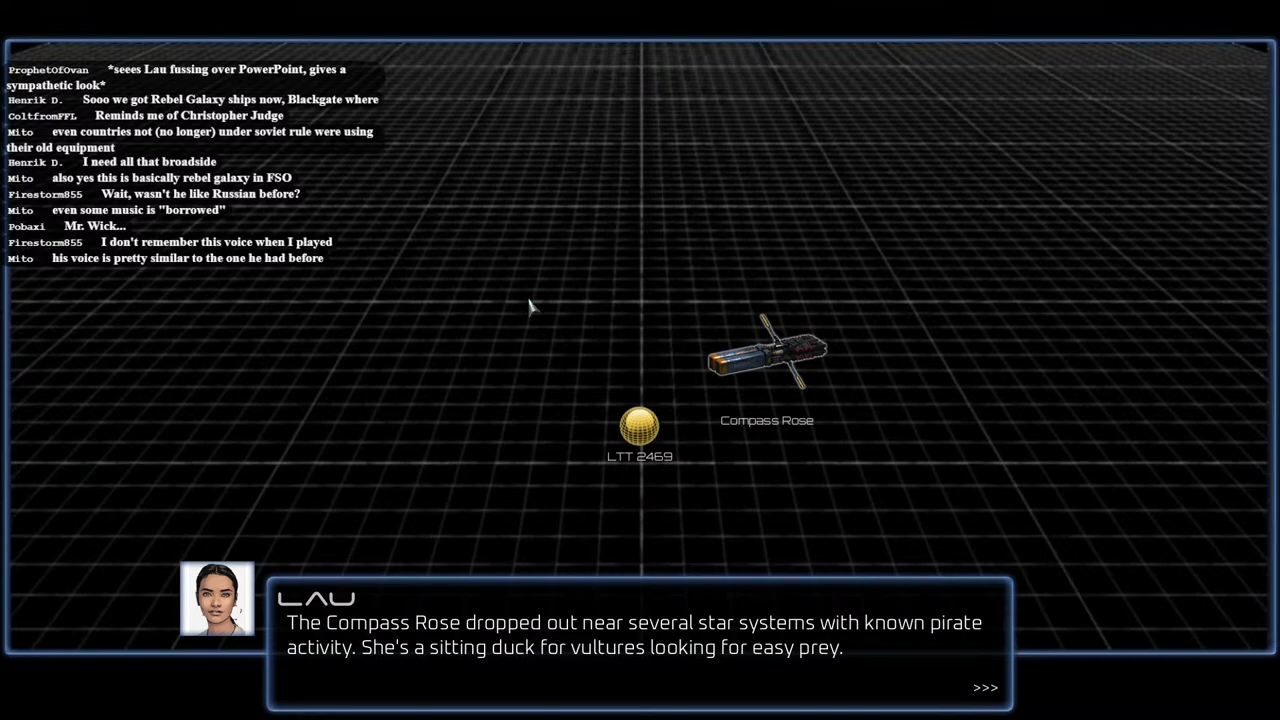 ProphetOfOvan *seees Lau fussing over PowerPoint, gives a
sympathetic look*
Henrik D. Sooo we got Rebel Galaxy ships now, Blackgate where
ColtfromFFL Reminds me of Christopher Judge
Mito even countries not (no longer) under soviet rule were using
their old equipment
Henrik D. I need all that broadside
Mito also yes this is basically rebel galaxy in FSO
Firestorm855 Wait, wasn't he like Russian before?
Mito even some music is "borrowed"
Pobaxi Mr. Wick...
Firestorm855 I don't remember this voice when I played
Mito his voice is pretty similar to the one he had before
Compass Rose
LTT 2469
LAU
The Compass Rose dropped out near several star systems with known pirate
activity. She's a sitting duck for vultures looking for easy prey.
>>>